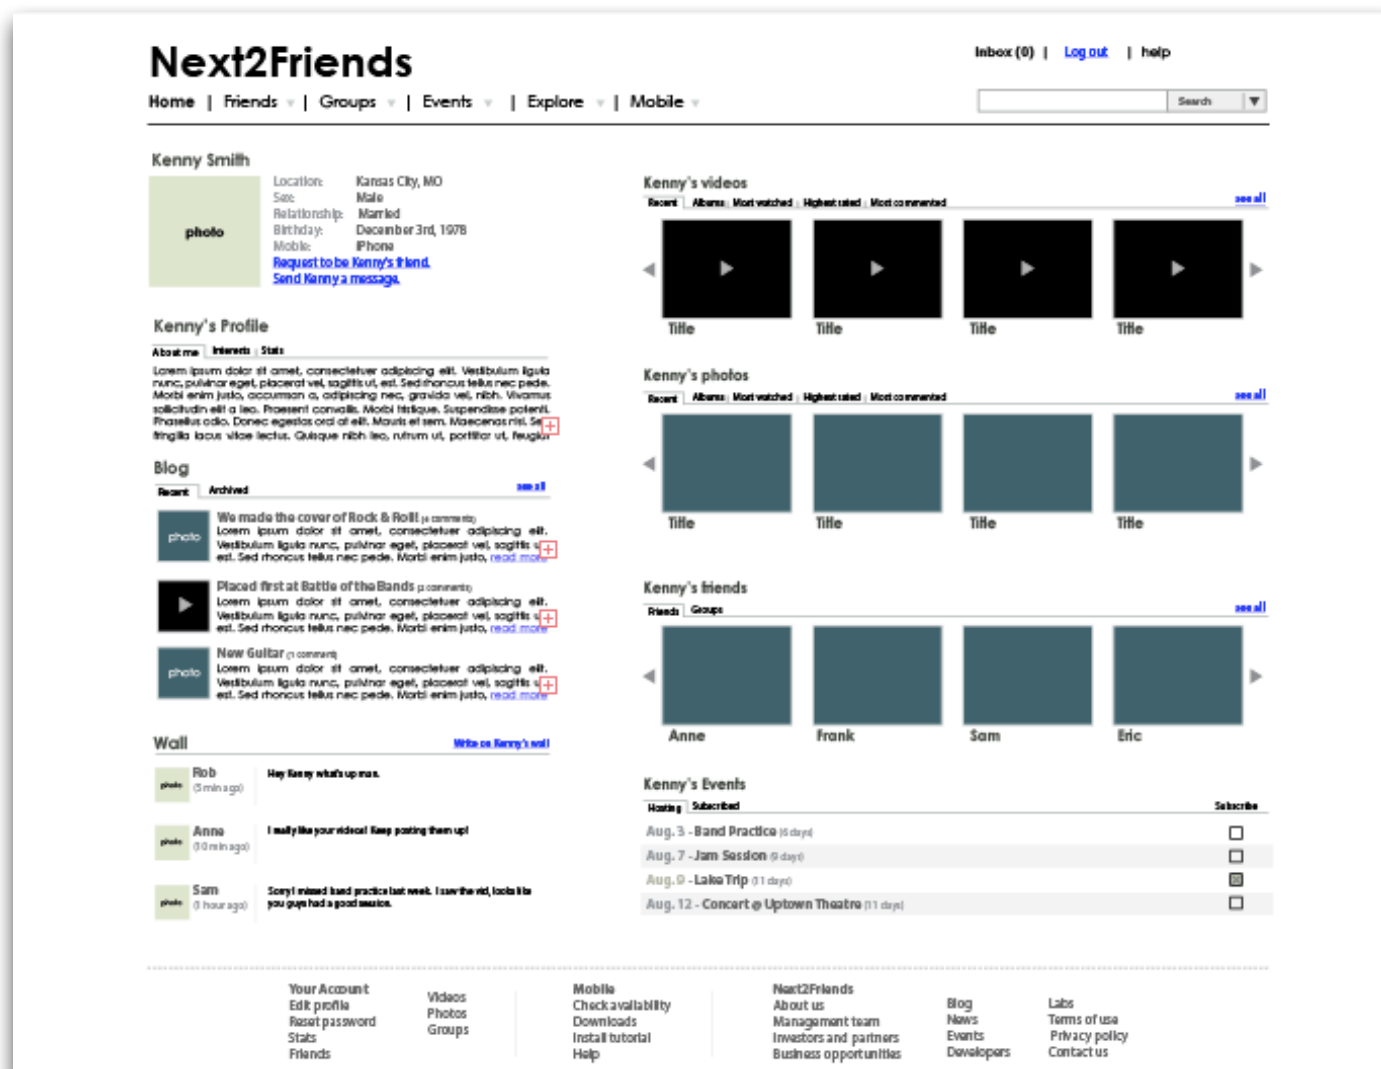 Next2Friends
Inbox (0) | Log out | help
Home | Friends | Groups | Events | Explore | Mobile
Search
Kenny Smith
photo
Location: Kansas City, MO
Sex: Male
Relationship: Married
Birthday: December 3rd, 1978
Moble: iPhone
Request to be Kenny's friend.
Send Kenny a message.
Kenny's Profile
About me | Interests | Stats
Lorem ipsum dolor sit amet, consectetuer adipiscing elit. Vestibulum ligula
nunc, pulvinar eget, placerat vel, sagittis ut, est. Sed rhoncus tellus nec pede.
Morbi enim justo, accumsan a, adipiscing nec, gravida vel, nibh. Vivamus
sollicitudin elit a leo. Praesent convallis. Morbi tristique. Suspendisse potenti.
Phasellus odio. Donec egestas orci at elit. Mauris et sem. Maecenas nisl. Se
fringilla lacus vitae lectus. Quisque nibh leo, rutrum ut, porttitor ut, feugiat
Blog
Recent Archived see all
photo
We made the cover of Rock & Roll! (4 comments)
Lorem ipsum dolor sit amet, consectetuer adipiscing elit.
Vestibulum ligula nunc, pulvinar eget, placerat vel, sagittis u
est. Sed rhoncus tellus nec pede. Morbi enim justo, read more
Placed first at Battle of the Bands (2 comments)
Lorem ipsum dolor sit amet, consectetuer adipiscing elit.
Vestibulum ligula nunc, pulvinar eget, placerat vel, sagittis u
est. Sed rhoncus tellus nec pede. Morbi enim justo, read more
photo
New Guitar (1 comment)
Lorem ipsum dolor sit amet, consectetuer adipiscing elit.
Vestibulum ligula nunc, pulvinar eget, placerat vel, sagittis u
est. Sed rhoncus tellus nec pede. Morbi enim justo, read more
Wall
Write on Kenny's wall
photo
Rob
(5 min ago)
Hey Kenny what's up man.
photo
Anne
(10 min ago)
I really like your videos! Keep posting them up!
photo
Sam
(1 hour ago)
Sorry I missed band practice last week. I saw the vid, looks like
you guys had a good session.
Kenny's videos
Recent | Albums | Most watched | Highest rated | Most commented see all
Title Title Title Title
Kenny's photos
Recent | Albums | Most watched | Highest rated | Most commented see all
Title Title Title Title
Kenny's friends
Friends Groups see all
Anne Frank Sam Eric
Kenny's Events
Hosting Subscribed Subscribe
Aug. 3 - Band Practice (6 days)
Aug. 7 - Jam Session (9 days)
Aug. 9 - Lake Trip (11 days)
Aug. 12 - Concert @ Uptown Theatre (11 days)
Your Account
Edit profile
Reset password
Stats
Friends
Videos
Photos
Groups
Mobile
Check availability
Downloads
Install tutorial
Help
Next2Friends
About us
Management team
Investors and partners
Business opportunities
Blog
News
Events
Developers
Labs
Terms of use
Privacy policy
Contact us